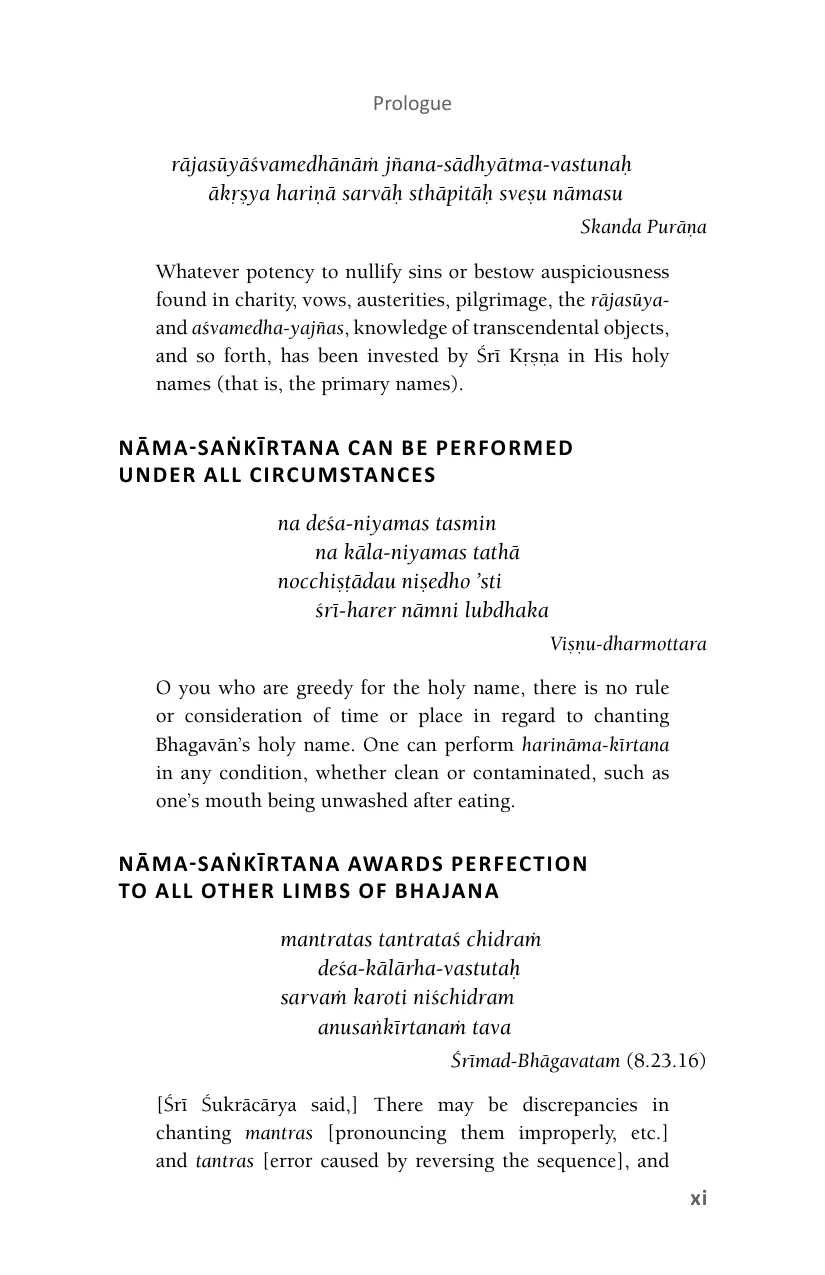 Prologue
rājasūyāśvamedhānāṁ jñana-sādhyātma-vastunaḥ
ākṛṣya hariṇā sarvāḥ sthāpitāḥ sveṣu nāmasu
Skanda Purāṇa
Whatever potency to nullify sins or bestow auspiciousness
found in charity, vows, austerities, pilgrimage, the rājasūya-
and aśvamedha-yajñas, knowledge of transcendental objects,
and so forth, has been invested by Śrī Kṛṣṇa in His holy
names (that is, the primary names).
NĀMA-SAṄKĪRTANA CAN BE PERFORMED
UNDER ALL CIRCUMSTANCES
na deśa-niyamas tasmin
na kāla-niyamas tathā
nocchiṣṭādau niṣedho ’sti
śrī-harer nāmni lubdhaka
Viṣṇu-dharmottara
O you who are greedy for the holy name, there is no rule
or consideration of time or place in regard to chanting
Bhagavān’s holy name. One can perform harināma-kīrtana
in any condition, whether clean or contaminated, such as
one’s mouth being unwashed after eating.
NĀMA-SAṄKĪRTANA AWARDS PERFECTION
TO ALL OTHER LIMBS OF BHAJANA
mantratas tantrataś chidraṁ
deśa-kālārha-vastutaḥ
sarvaṁ karoti niśchidram
anusaṅkīrtanaṁ tava
Śrīmad-Bhāgavatam (8.23.16)
[Śrī Śukrācārya said,] There may be discrepancies in
chanting mantras [pronouncing them improperly, etc.]
and tantras [error caused by reversing the sequence], and
xi